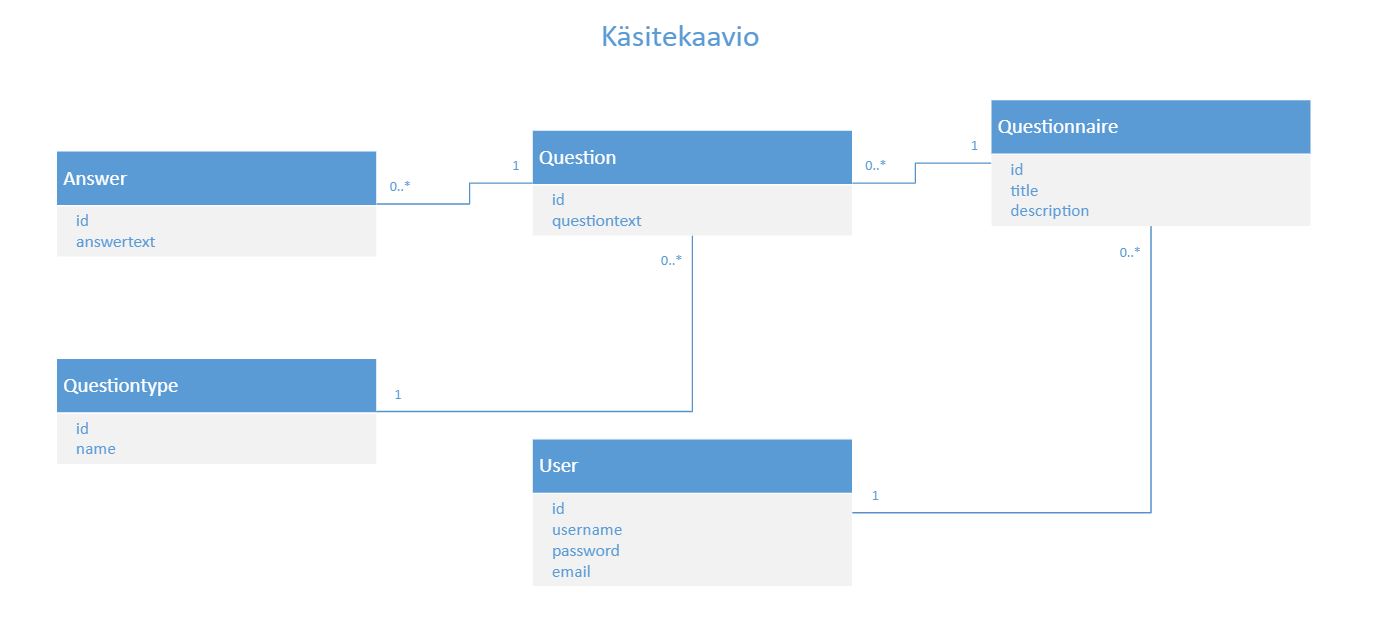 Käsitekaavio
Answer
id
answertext
0..*
1
Question
id
questiontext
0..*
1
Questionnaire
id
title
description
0..*
0..*
Questiontype
id
name
1
User
id
username
password
email
1